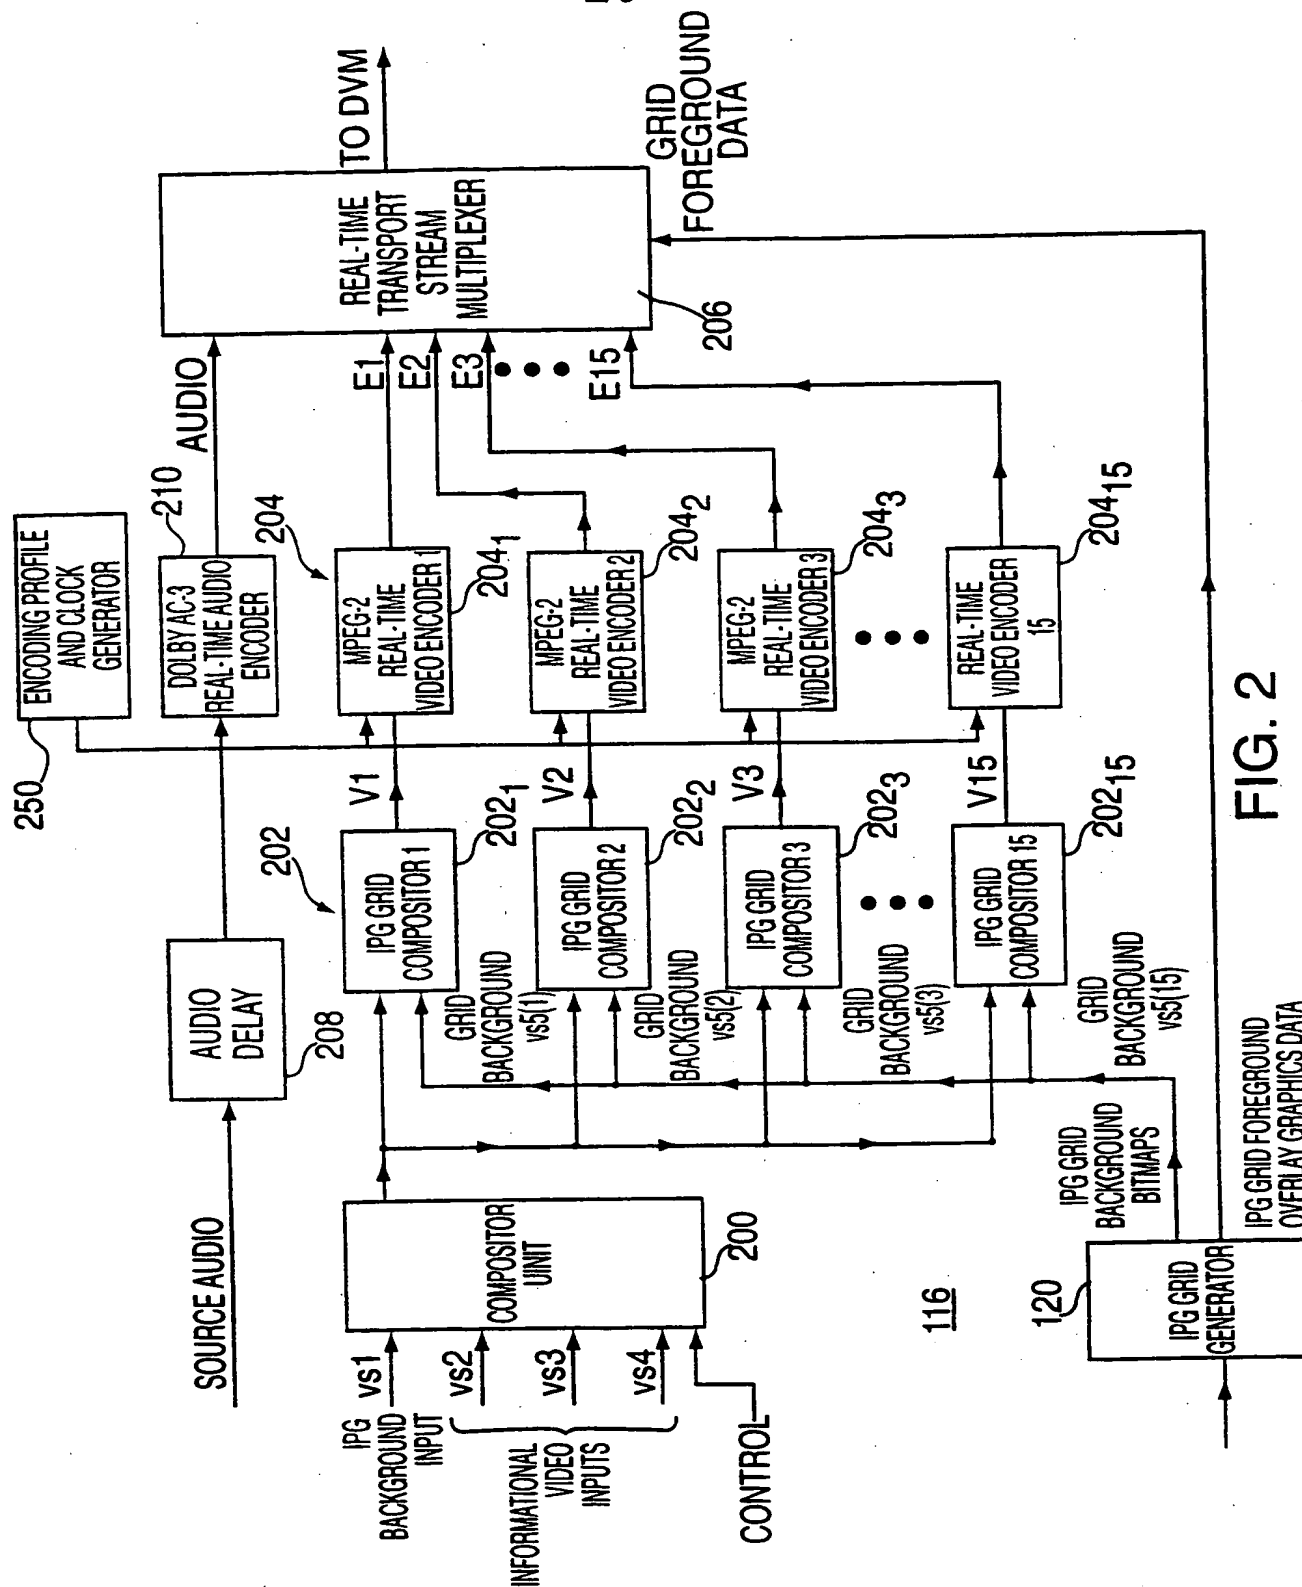 ENCODING PROFILE
AND CLOCK
GENERATOR
250
SOURCE AUDIO
AUDIO
DELAY
208
DOLBY AC-3
REAL-TIME AUDIO
ENCODER
210
AUDIO
IPG
BACKGROUND
INPUT
vs1
vs2
vs3
vs4
INFORMATIONAL
VIDEO
INPUTS
CONTROL
COMPOSITOR
UINIT
200
202
IPG GRID
COMPOSITOR 1
202₁
GRID
BACKGROUND
vs5(1)
V1
204
MPEG-2
REAL-TIME
VIDEO ENCODER 1
204₁
E1
IPG GRID
COMPOSITOR 2
202₂
GRID
BACKGROUND
vs5(2)
V2
MPEG-2
REAL-TIME
VIDEO ENCODER 2
204₂
E2
IPG GRID
COMPOSITOR 3
202₃
GRID
BACKGROUND
vs5(3)
V3
MPEG-2
REAL-TIME
VIDEO ENCODER 3
204₃
E3
IPG GRID
COMPOSITOR 15
202₁₅
GRID
BACKGROUND
vs5(15)
V15
REAL-TIME
VIDEO ENCODER
15
204₁₅
E15
REAL-TIME
TRANSPORT
STREAM
MULTIPLEXER
206
TO DVM
GRID
FOREGROUND
DATA
116
120
IPG GRID
GENERATOR
IPG GRID
BACKGROUND
BITMAPS
IPG GRID FOREGROUND
OVERLAY GRAPHICS DATA
FIG. 2